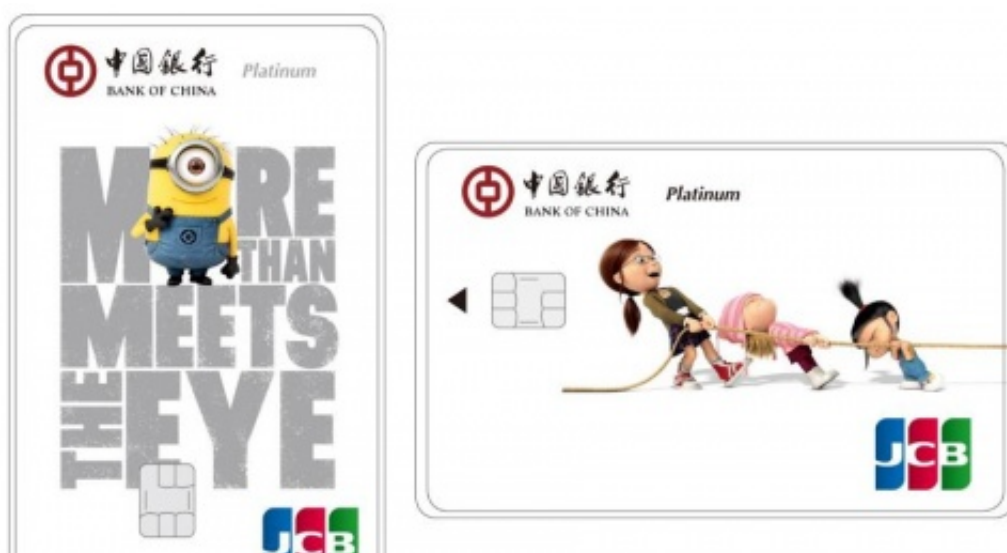 中国银行
BANK OF CHINA
Platinum
MORE
THAN
MEETS
THE
EYE
JCB
中国银行
BANK OF CHINA
Platinum
JCB